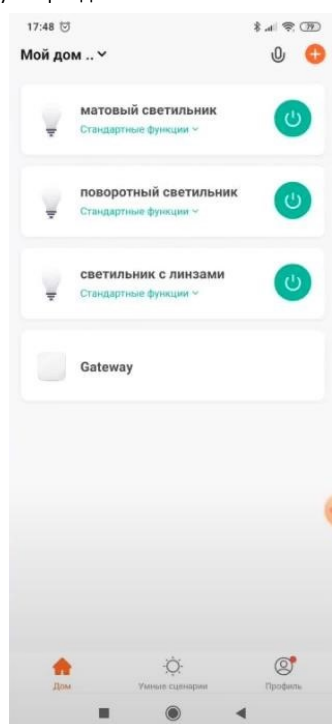 17:48
79
Мой дом ..
матовый светильник
Стандартные функции
поворотный светильник
Стандартные функции
светильник с линзами
Стандартные функции
Gateway
Дом
Умные сценарии
Профиль